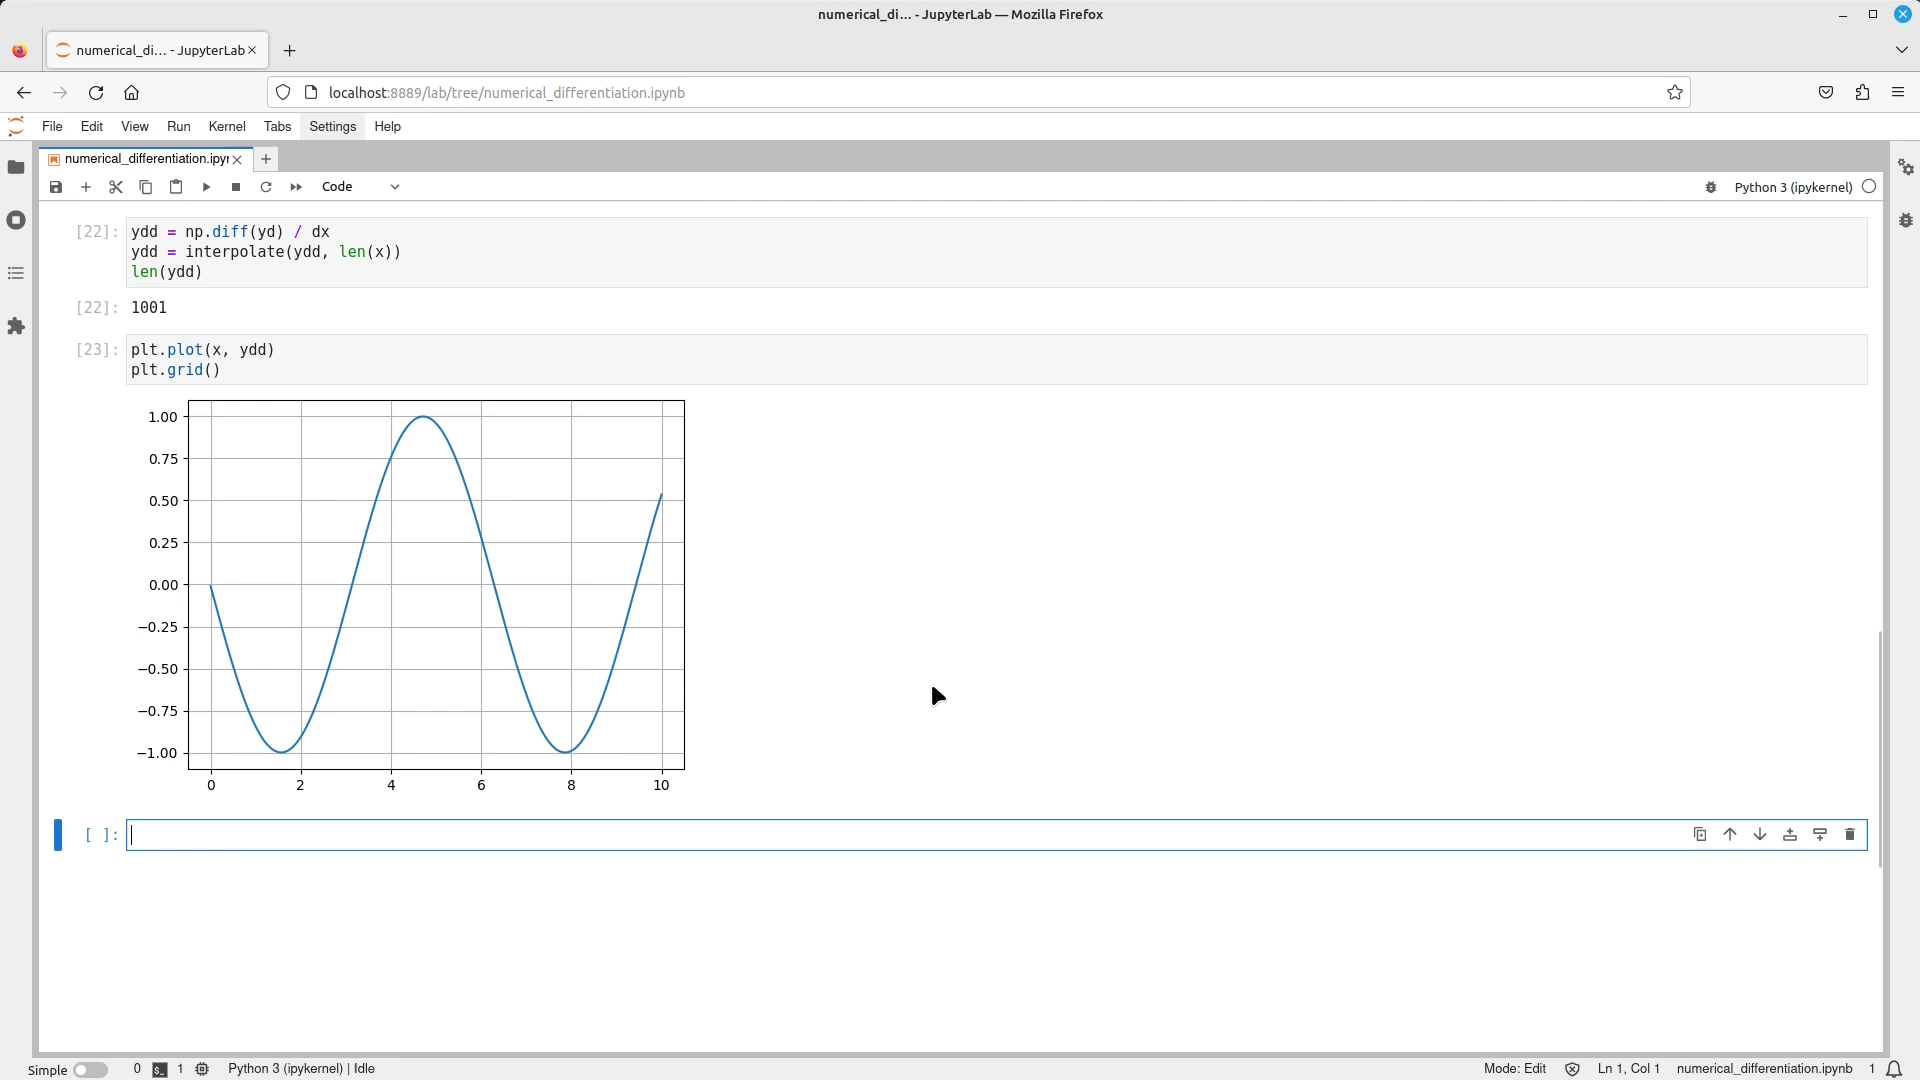 numerical_di... - JupyterLab — Mozilla Firefox
numerical_di... - JupyterLab
localhost:8889/lab/tree/numerical_differentiation.ipynb
File Edit View Run Kernel Tabs Settings Help
numerical_differentiation.ipyn
Code
Python 3 (ipykernel)
[22]: ydd = np.diff(yd) / dx
ydd = interpolate(ydd, len(x))
len(ydd)
[22]: 1001
[23]: plt.plot(x, ydd)
plt.grid()
1.00
0.75
0.50
0.25
0.00
−0.25
−0.50
−0.75
−1.00
0 2 4 6 8 10
[ ]:
Simple 0 $_ 1 Python 3 (ipykernel) | Idle Mode: Edit Ln 1, Col 1 numerical_differentiation.ipynb 1